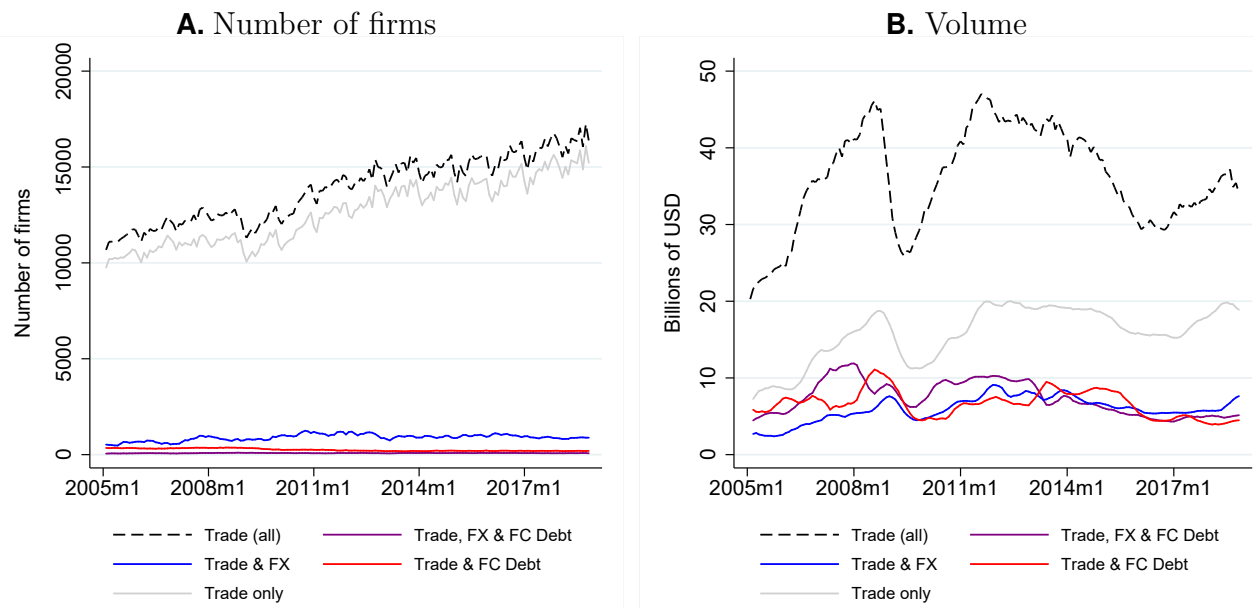 A. Number of firms
Number of firms
20000
15000
10000
5000
0
2005m1 2008m1 2011m1 2014m1 2017m1
Trade (all) Trade, FX & FC Debt
Trade & FX Trade & FC Debt
Trade only
B. Volume
Billions of USD
50
40
30
20
10
0
2005m1 2008m1 2011m1 2014m1 2017m1
Trade (all) Trade, FX & FC Debt
Trade & FX Trade & FC Debt
Trade only